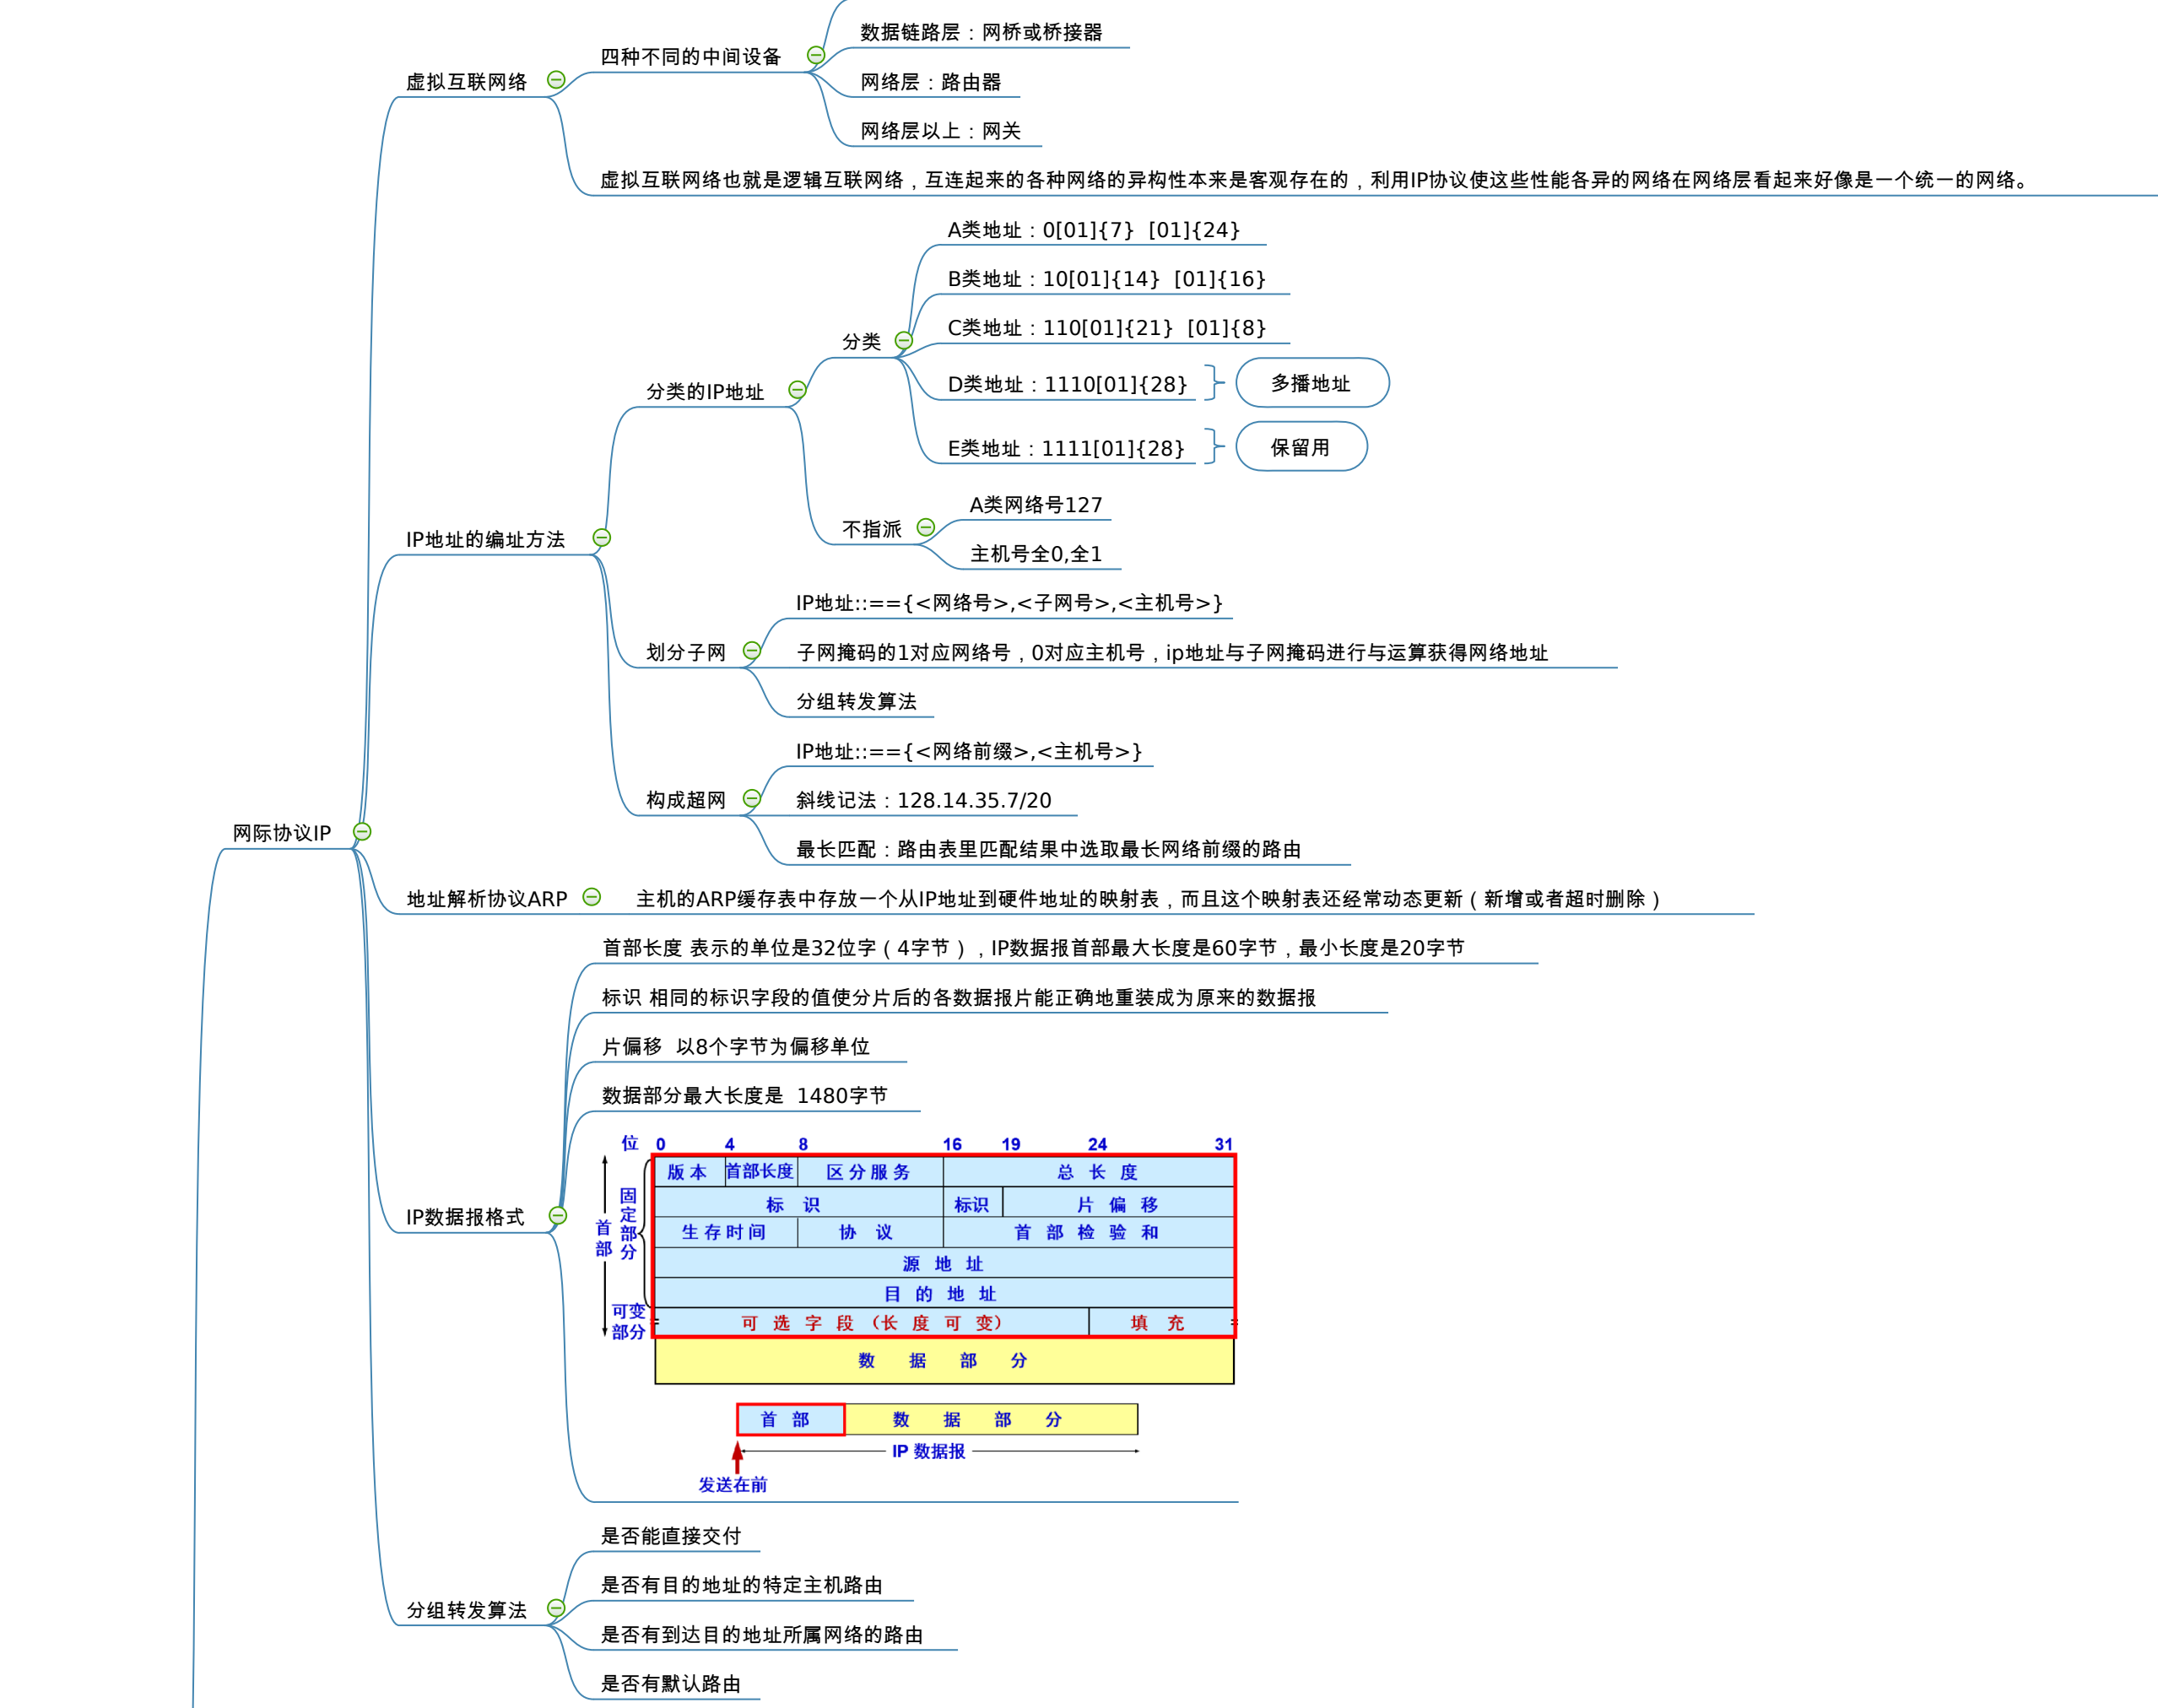 数据链路层：网桥或桥接器
四种不同的中间设备
网络层：路由器
虚拟互联网络
网络层以上：网关
虚拟互联网络也就是逻辑互联网络，互连起来的各种网络的异构性本来是客观存在的，利用IP协议使这些性能各异的网络在网络层看起来好像是一个统一的网络。
A类地址：0[01]{7}  [01]{24}
B类地址：10[01]{14}  [01]{16}
C类地址：110[01]{21}  [01]{8}
分类
D类地址：1110[01]{28}
多播地址
分类的IP地址
E类地址：1111[01]{28}
保留用
A类网络号127
不指派
主机号全0,全1
IP地址的编址方法
IP地址::=={<网络号>,<子网号>,<主机号>}
划分子网
子网掩码的1对应网络号，0对应主机号，ip地址与子网掩码进行与运算获得网络地址
分组转发算法
IP地址::=={<网络前缀>,<主机号>}
构成超网
斜线记法：128.14.35.7/20
最长匹配：路由表里匹配结果中选取最长网络前缀的路由
网际协议IP
地址解析协议ARP
主机的ARP缓存表中存放一个从IP地址到硬件地址的映射表，而且这个映射表还经常动态更新（新增或者超时删除）
首部长度 表示的单位是32位字（4字节），IP数据报首部最大长度是60字节，最小长度是20字节
标识 相同的标识字段的值使分片后的各数据报片能正确地重装成为原来的数据报
片偏移  以8个字节为偏移单位
数据部分最大长度是  1480字节
IP数据报格式
位 0 4 8 16 19 24 31
版本 首部长度 区分服务 总长度
标识 标识 片偏移
生存时间 协议 首部检验和
源地址
目的地址
可选字段（长度可变） 填充
数据部分
首部
固定部分
可变
部分
首部 数据部分
IP 数据报
发送在前
是否能直接交付
是否有目的地址的特定主机路由
分组转发算法
是否有到达目的地址所属网络的路由
是否有默认路由